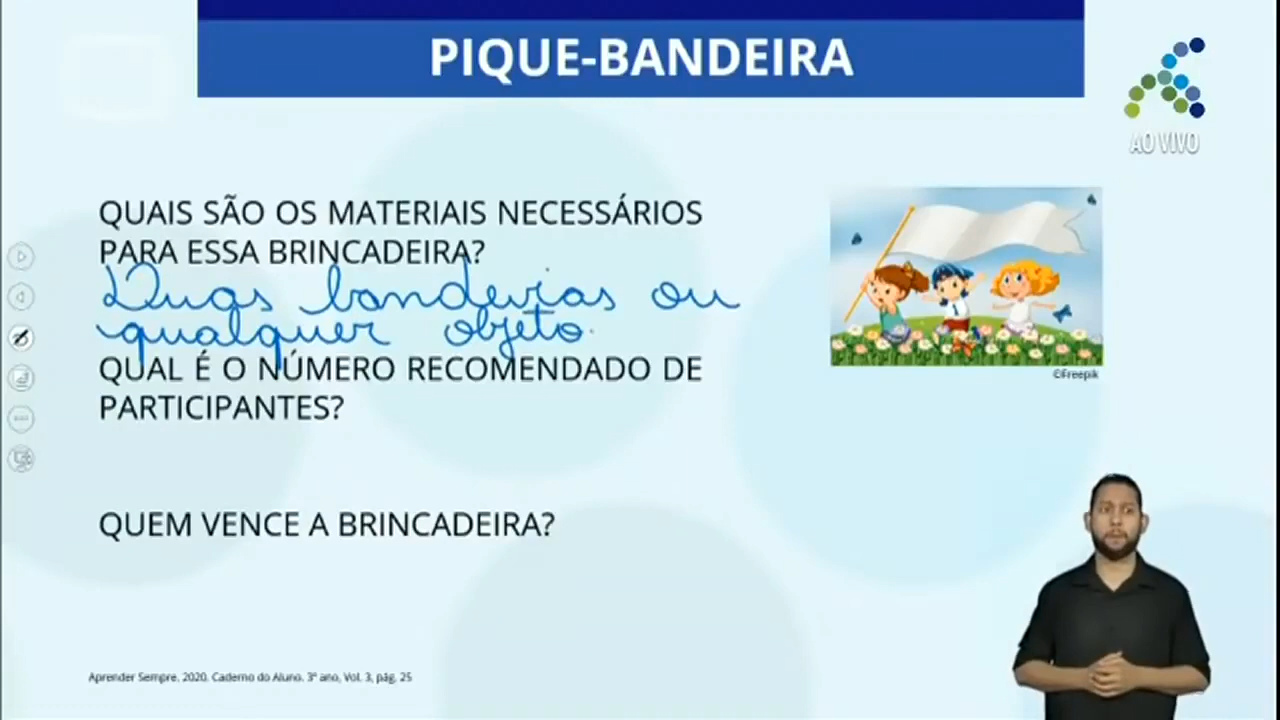 PIQUE-BANDEIRA
AO VIVO
QUAIS SÃO OS MATERIAIS NECESSÁRIOS
PARA ESSA BRINCADEIRA?
Duas bandeiras ou
qualquer objeto.
©Freepik
QUAL É O NÚMERO RECOMENDADO DE
PARTICIPANTES?
QUEM VENCE A BRINCADEIRA?
Aprender Sempre. 2020. Caderno do Aluno. 3º ano, Vol. 3, pág. 25